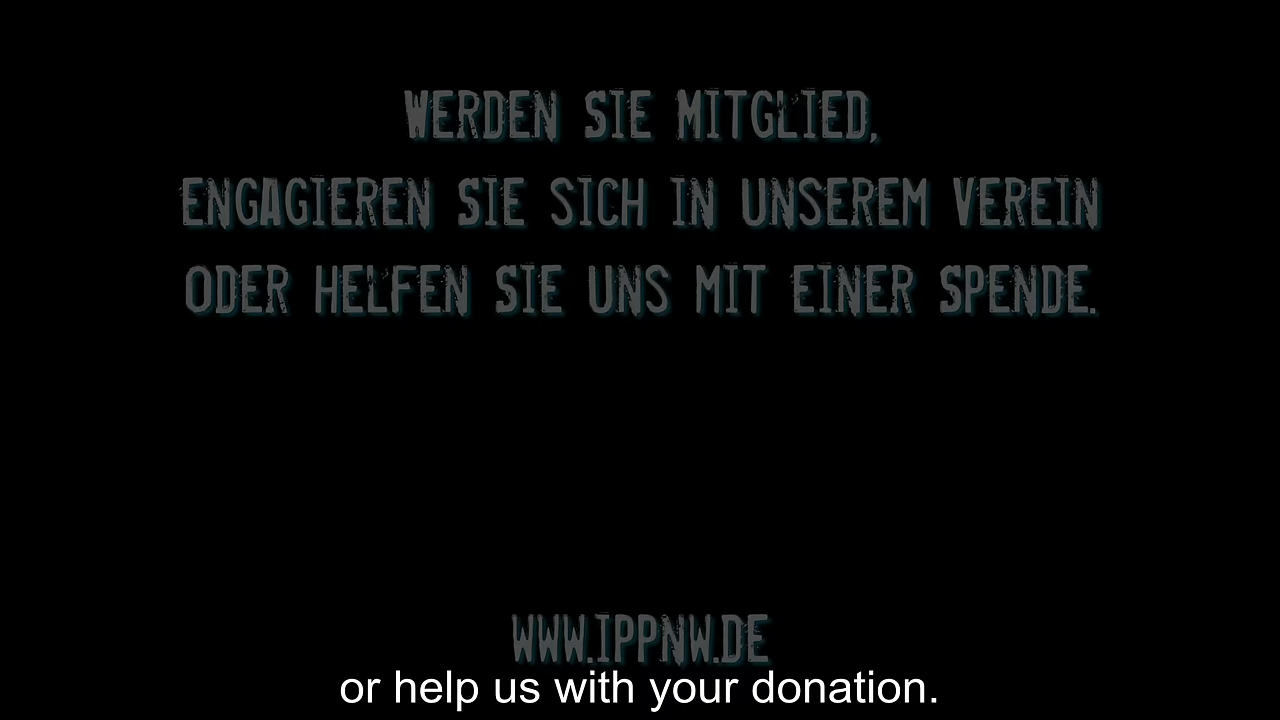 WERDEN SIE MITGLIED,
ENGAGIEREN SIE SICH IN UNSEREM VEREIN
ODER HELFEN SIE UNS MIT EINER SPENDE.
WWW.IPPNW.DE
or help us with your donation.